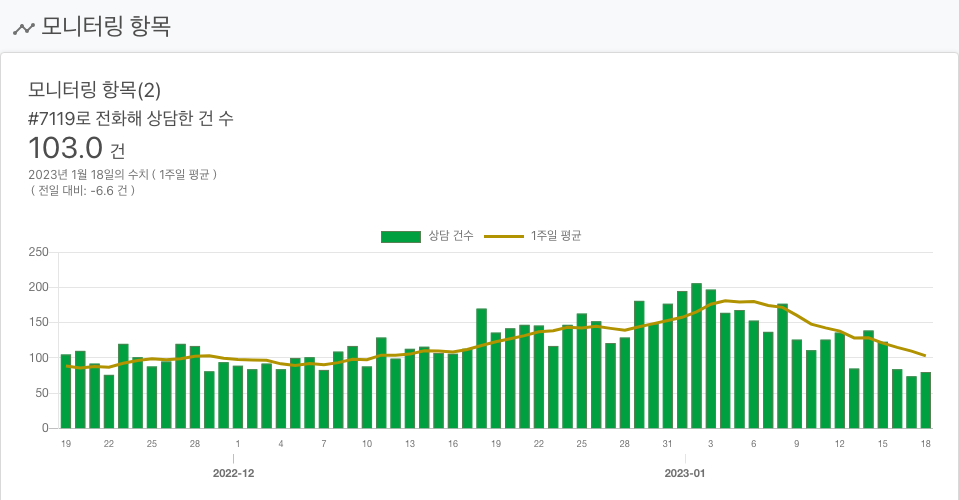 모니터링 항목
모니터링 항목(2)
#7119로 전화해 상담한 건 수
103.0 건
2023년 1월 18일의 수치 ( 1주일 평균 )
( 전일 대비: -6.6 건 )
상담 건수 1주일 평균
250
200
150
100
50
0
19 22 25 28 1 4 7 10 13 16 19 22 25 28 31 3 6 9 12 15 18
2022-12 2023-01